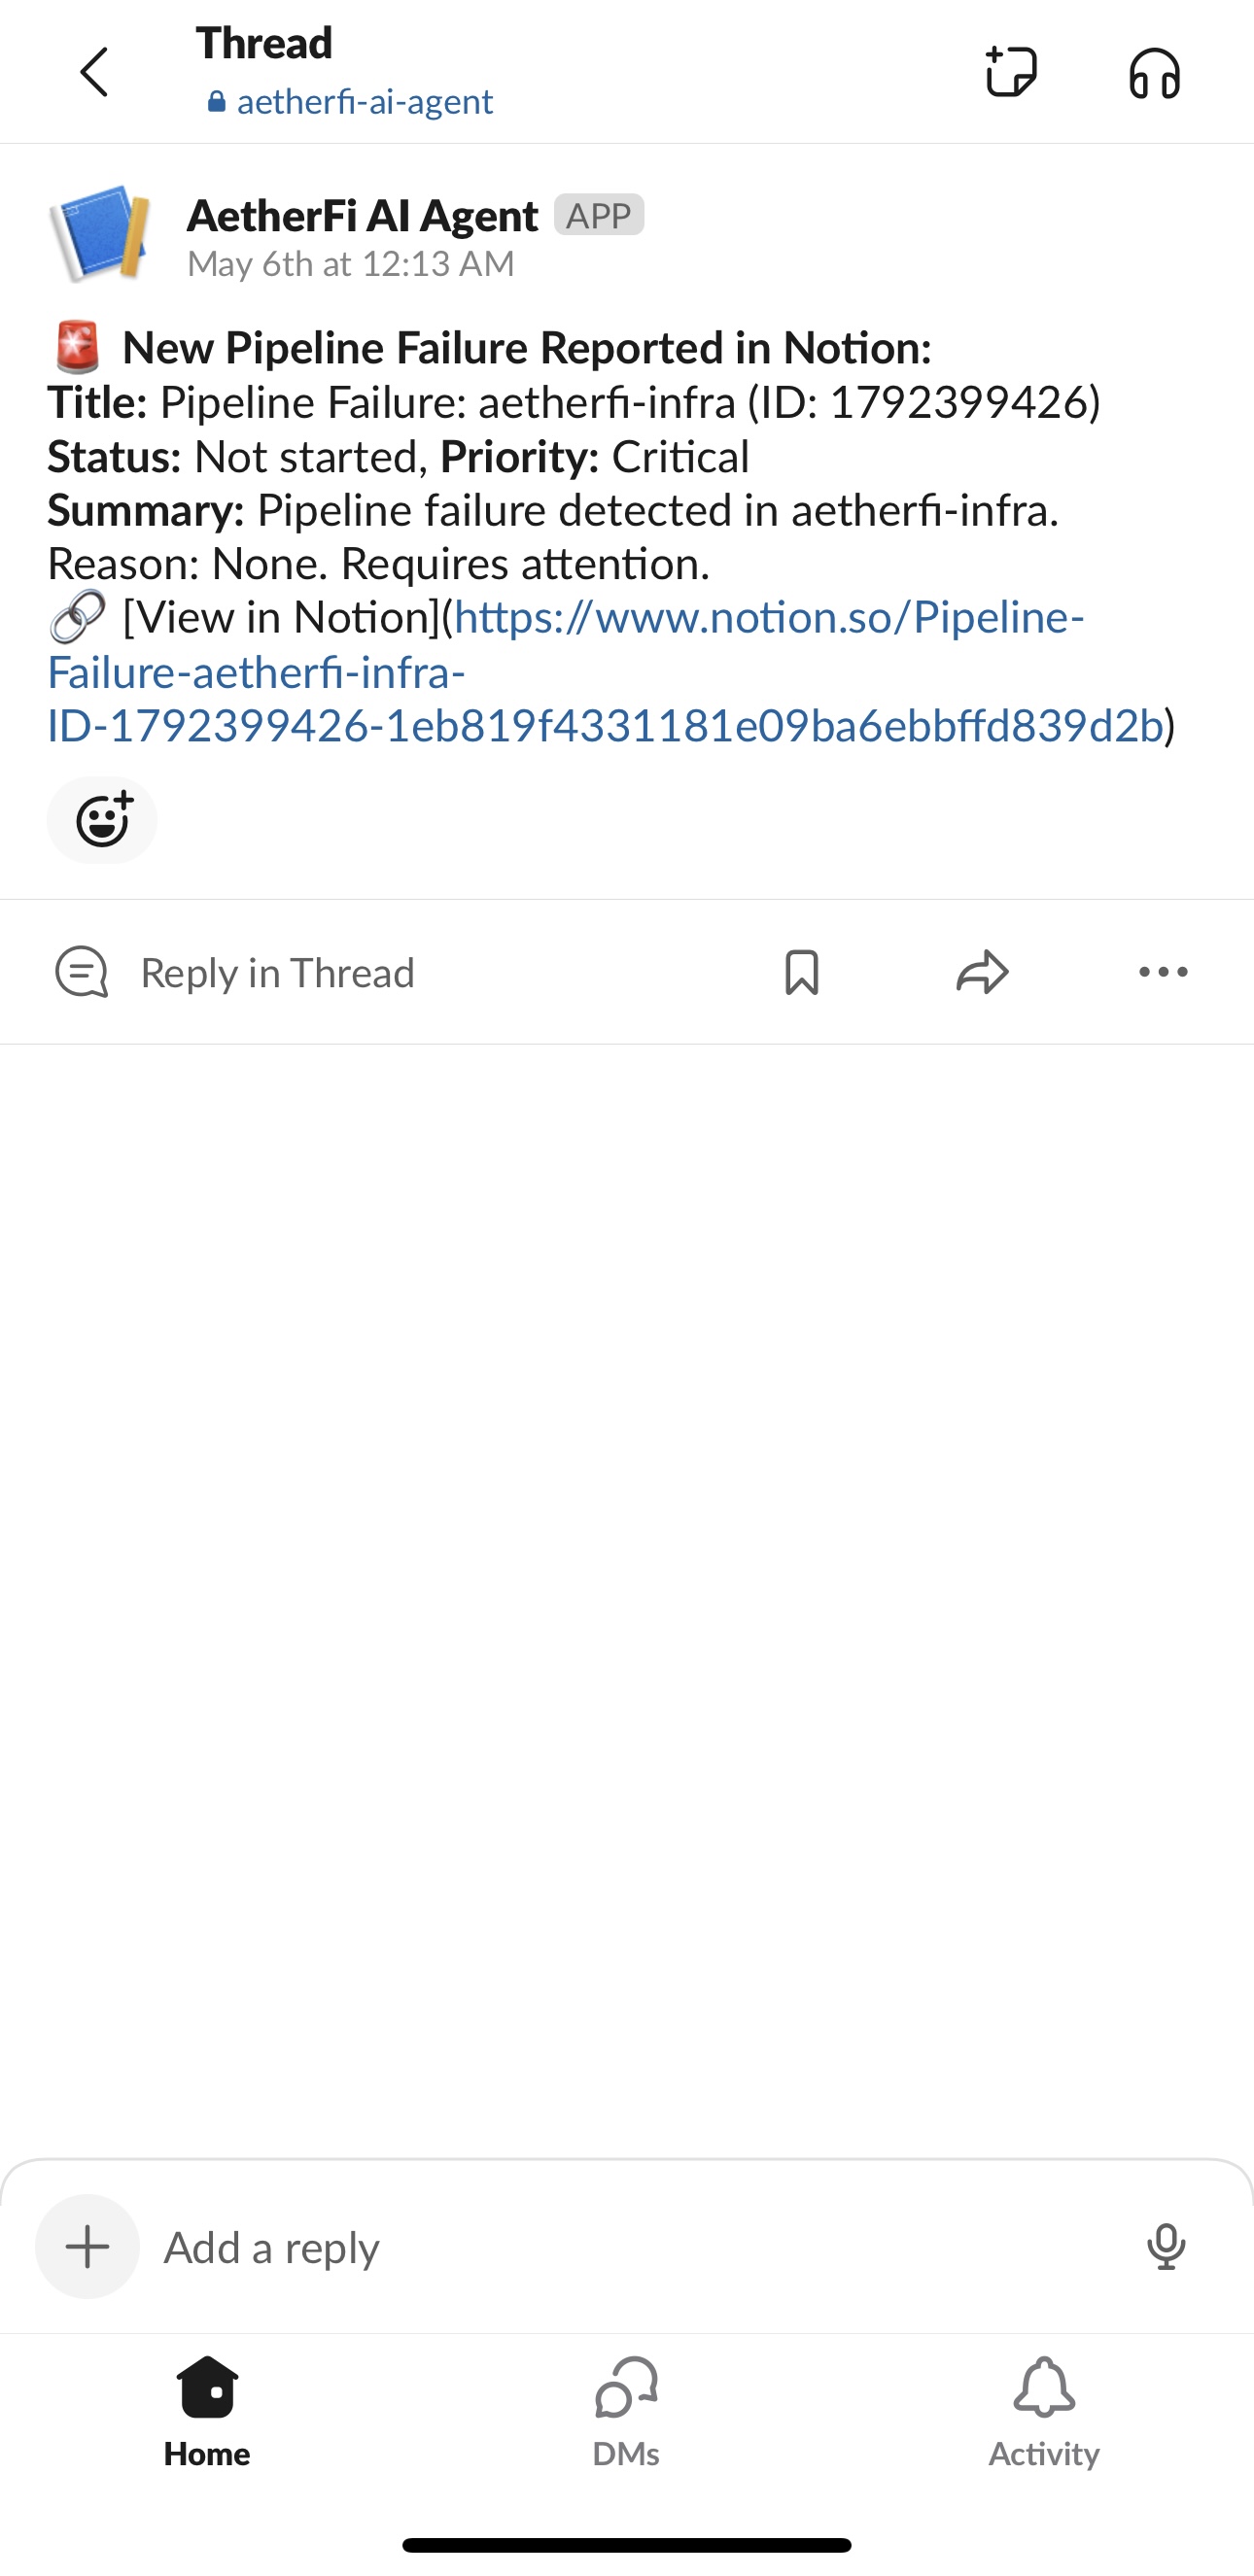 Thread
aetherfi-ai-agent
AetherFi AI Agent APP
May 6th at 12:13 AM
New Pipeline Failure Reported in Notion:
Title: Pipeline Failure: aetherfi-infra (ID: 1792399426)
Status: Not started, Priority: Critical
Summary: Pipeline failure detected in aetherfi-infra.
Reason: None. Requires attention.
[View in Notion](https://www.notion.so/Pipeline-
Failure-aetherfi-infra-
ID-1792399426-1eb819f4331181e09ba6ebbffd839d2b)
Reply in Thread
Add a reply
Home
DMs
Activity